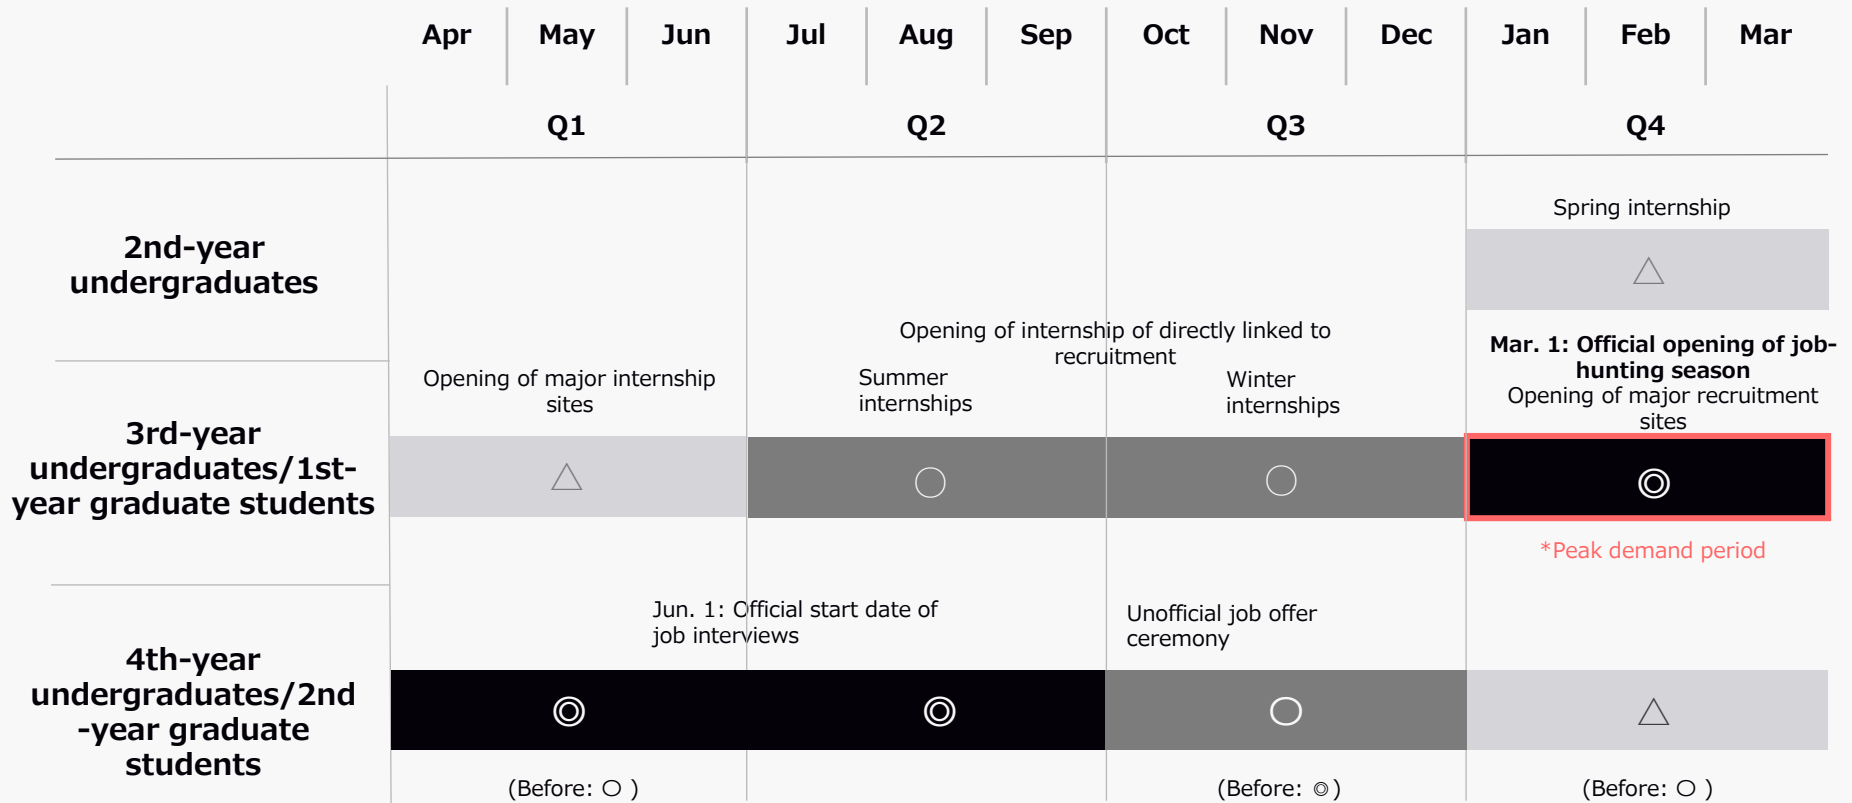 Apr May Jun Jul Aug Sep Oct Nov Dec Jan Feb Mar
Q1 Q2 Q3 Q4
2nd-year
undergraduates
Spring internship
△
3rd-year
undergraduates/1st-
year graduate students
Opening of major internship
sites
△
Opening of internship of directly linked to
recruitment
Summer
internships
○
Winter
internships
○
Mar. 1: Official opening of job-
hunting season
Opening of major recruitment
sites
◎
*Peak demand period
4th-year
undergraduates/2nd
-year graduate
students
Jun. 1: Official start date of
job interviews
Unofficial job offer
ceremony
◎ ◎ ○ △
(Before: ○ ) (Before: ◎) (Before: ○ )